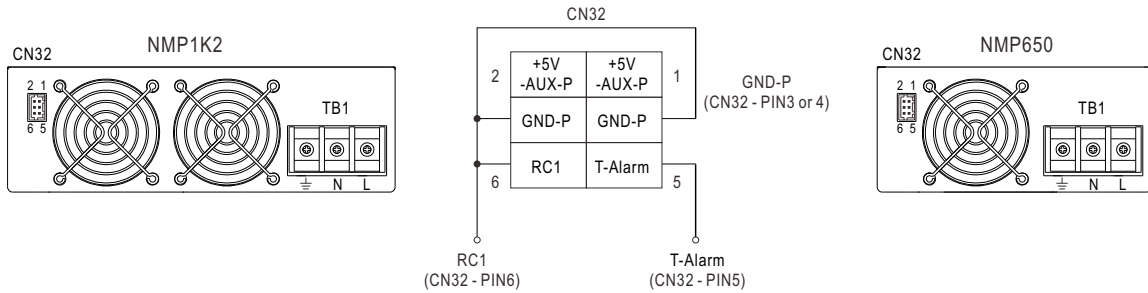 NMP1K2
CN32
2 1
6 5
TB1
N L
CN32
2
+5V
-AUX-P
+5V
-AUX-P
1
GND-P
GND-P
6
RC1
T-Alarm
5
GND-P
(CN32 - PIN3 or 4)
RC1
(CN32 - PIN6)
T-Alarm
(CN32 - PIN5)
NMP650
CN32
2 1
6 5
TB1
N L